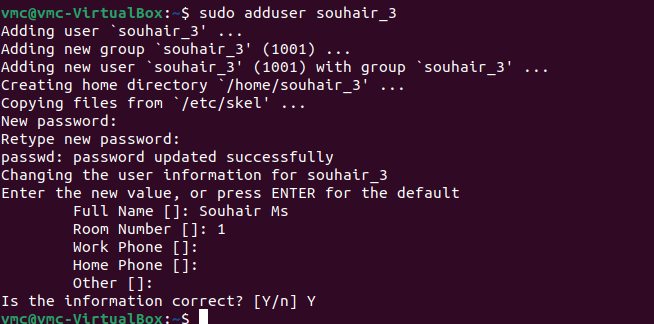 vmc@vmc-VirtualBox:~$ sudo adduser souhair_3
Adding user `souhair_3' ...
Adding new group `souhair_3' (1001) ...
Adding new user `souhair_3' (1001) with group `souhair_3' ...
Creating home directory `/home/souhair_3' ...
Copying files from `/etc/skel' ...
New password:
Retype new password:
passwd: password updated successfully
Changing the user information for souhair_3
Enter the new value, or press ENTER for the default
        Full Name []: Souhair Ms
        Room Number []: 1
        Work Phone []:
        Home Phone []:
        Other []:
Is the information correct? [Y/n] Y
vmc@vmc-VirtualBox:~$